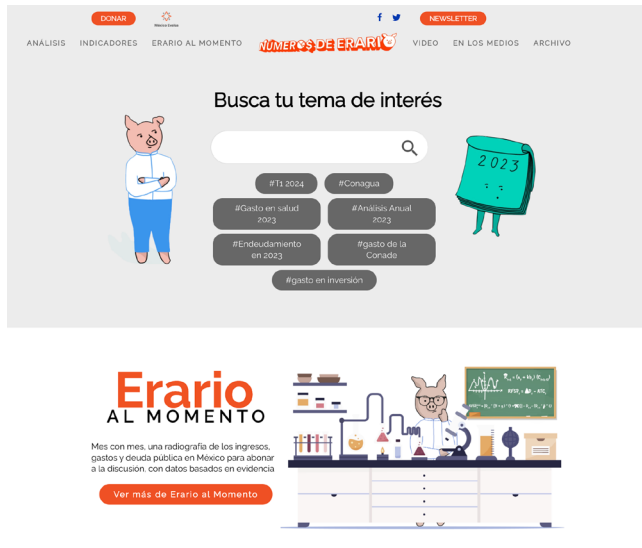 DONAR
México Evalúa
NEWSLETTER
ANÁLISIS
INDICADORES
ERARIO AL MOMENTO
NÚMEROS DE ERARIO
VIDEO
EN LOS MEDIOS
ARCHIVO
Busca tu tema de interés
#T1 2024
#Conagua
#Gasto en salud
2023
#Análisis Anual
2023
#Endeudamiento
en 2023
#gasto de la
Conade
#gasto en inversión
2023
Erario
AL MOMENTO
Mes con mes, una radiografía de los ingresos,
gastos y deuda pública en México para abonar
a la discusión, con datos basados en evidencia
Ver más de Erario al Momento